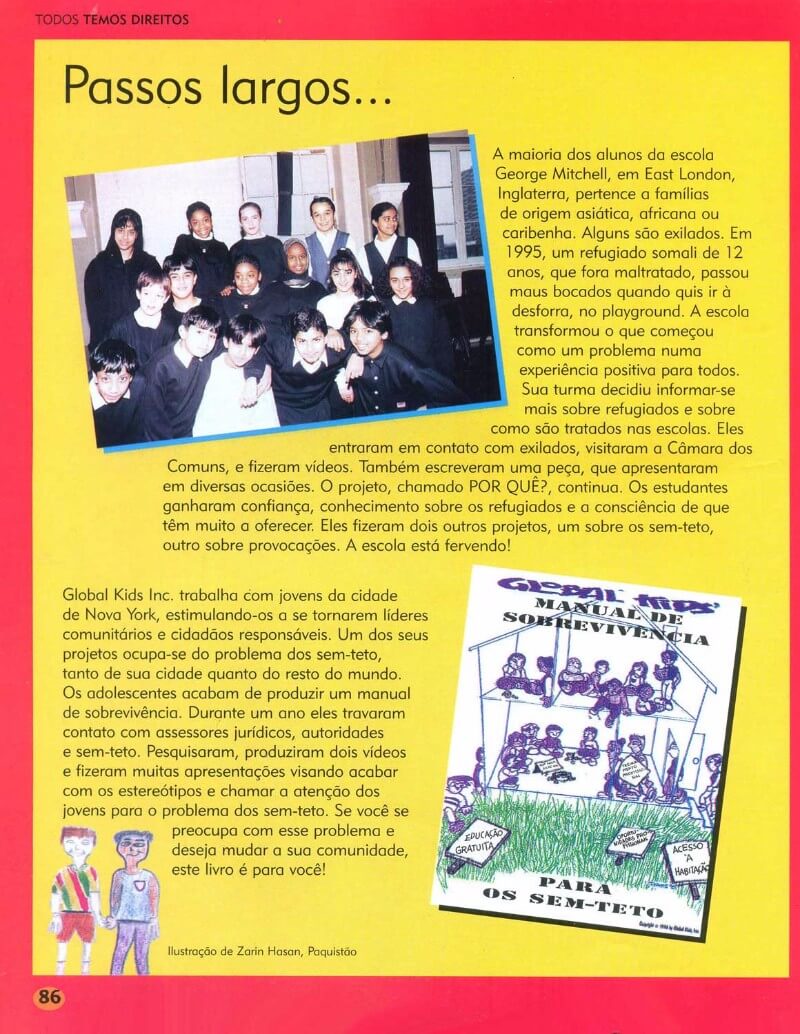 TODOS TEMOS DIREITOS
Passos largos...
A maioria dos alunos da escola
George Mitchell, em East London,
Inglaterra, pertence a famílias
de origem asiática, africana ou
caribenha. Alguns são exilados. Em
1995, um refugiado somali de 12
anos, que fora maltratado, passou
maus bocados quando quis ir à
desforra, no playground. A escola
transformou o que começou
como um problema numa
experiência positiva para todos.
Sua turma decidiu informar-se
mais sobre refugiados e sobre
como são tratados nas escolas. Eles
entraram em contato com exilados, visitaram a Câmara dos
Comuns, e fizeram vídeos. Também escreveram uma peça, que apresentaram
em diversas ocasiões. O projeto, chamado POR QUÊ?, continua. Os estudantes
ganharam confiança, conhecimento sobre os refugiados e a consciência de que
têm muito a oferecer. Eles fizeram dois outros projetos, um sobre os sem-teto,
outro sobre provocações. A escola está fervendo!
Global Kids Inc. trabalha com jovens da cidade
de Nova York, estimulando-os a se tornarem líderes
comunitários e cidadãos responsáveis. Um dos seus
projetos ocupa-se do problema dos sem-teto,
tanto de sua cidade quanto do resto do mundo.
Os adolescentes acabam de produzir um manual
de sobrevivência. Durante um ano eles travaram
contato com assessores jurídicos, autoridades
e sem-teto. Pesquisaram, produziram dois vídeos
e fizeram muitas apresentações visando acabar
com os estereótipos e chamar a atenção dos
jovens para o problema dos sem-teto. Se você se
preocupa com esse problema e
deseja mudar a sua comunidade,
este livro é para você!
GLOBAL KIDS'
MANUAL DE
SOBREVIVENCIA
EDUCAÇÃO
GRATUITA
ACESSO
À
HABITAÇÃO
PARA
OS SEM-TETO
Ilustração de Zarin Hasan, Paquistão
86